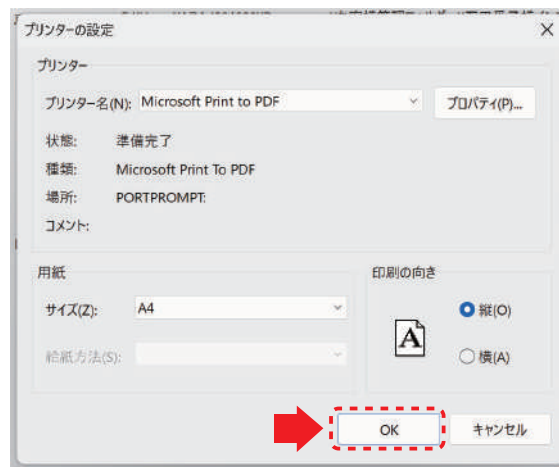 プリンターの設定
プリンター
プリンター名(N): Microsoft Print to PDF プロパティ(P)...
状態: 準備完了
種類: Microsoft Print To PDF
場所: PORTPROMPT:
コメント:
用紙 印刷の向き
サイズ(Z): A4 縦(O)
A
給紙方法(S): 横(A)
OK キャンセル